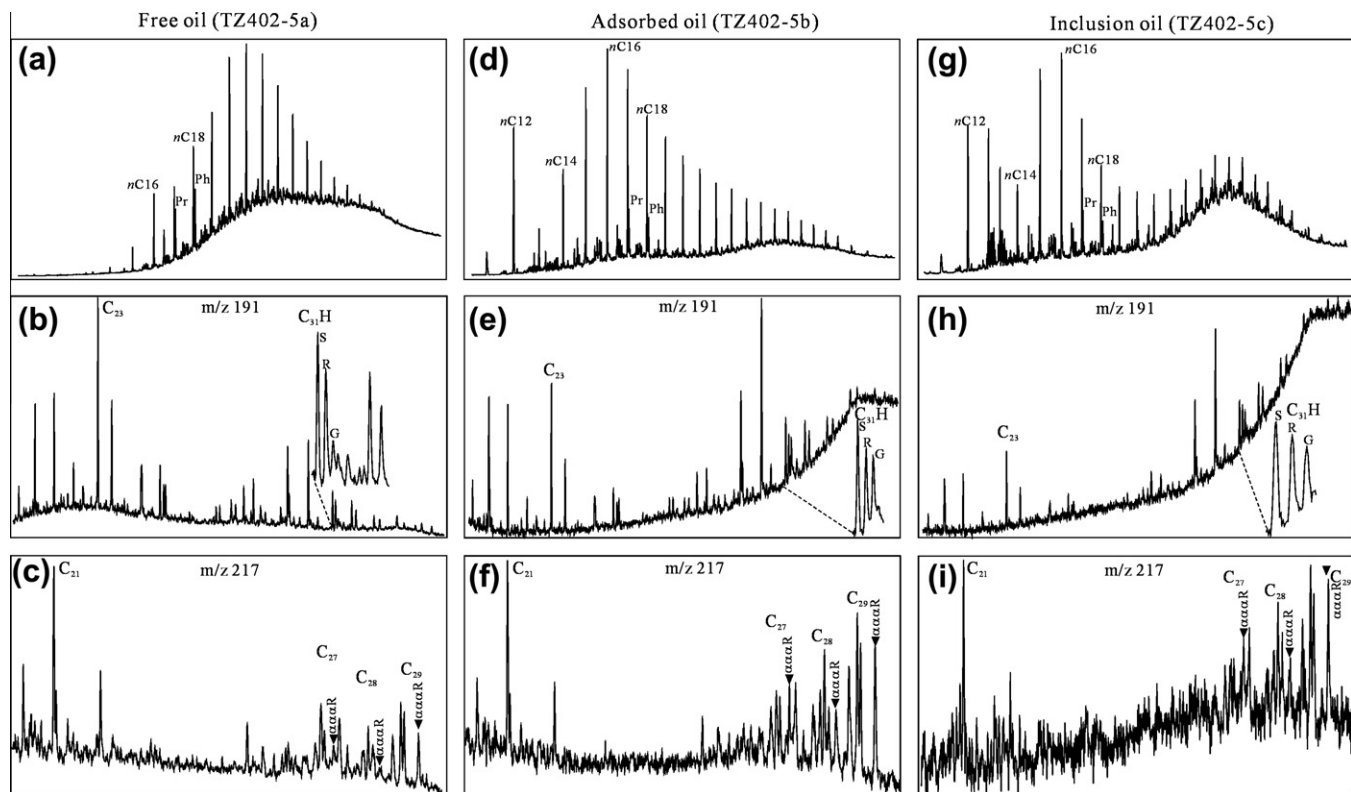 Free oil (TZ402-5a)
Adsorbed oil (TZ402-5b)
Inclusion oil (TZ402-5c)
(a)
nC16
nC18
Pr
Ph
(d)
nC12
nC14
nC16
nC18
Pr
Ph
(g)
nC12
nC14
nC16
nC18
Pr
Ph
(b)
m/z 191
C₂₃
C₃₁H
S
R
G
(e)
m/z 191
C₂₃
C₃₁H
S
R
G
(h)
m/z 191
C₂₃
C₃₁H
S
R
G
(c)
m/z 217
C₂₁
C₂₇
αααR
C₂₈
αααR
C₂₉
αααR
(f)
m/z 217
C₂₁
C₂₇
αααR
C₂₈
αααR
C₂₉
αααR
(i)
m/z 217
C₂₁
C₂₇
αααR
C₂₈
αααR
C₂₉
αααR